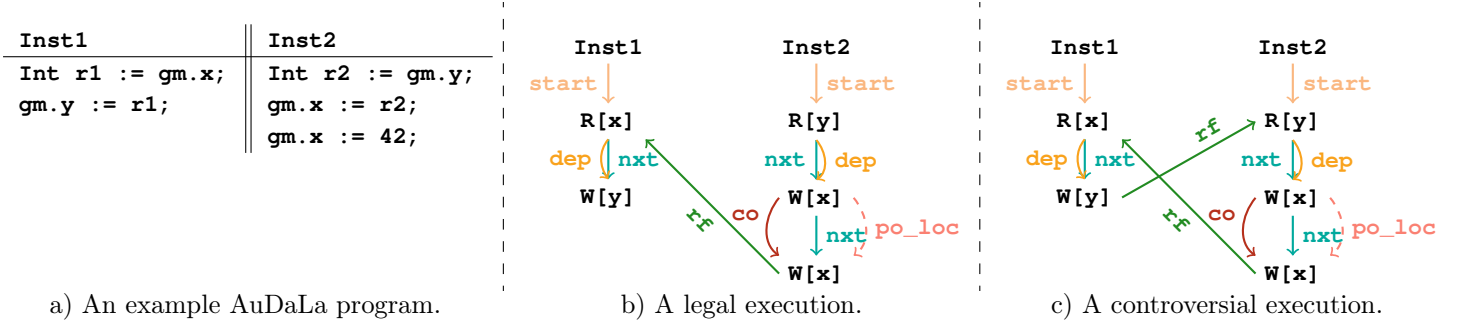 Inst1 Inst2
Int r1 := gm.x; Int r2 := gm.y;
gm.y := r1; gm.x := r2;
gm.x := 42;
a) An example AuDaLa program.
Inst1 Inst2
start start
R[x] R[y]
dep nxt nxt dep
W[y] W[x]
rf co nxt po_loc
W[x]
b) A legal execution.
Inst1 Inst2
start start
R[x] rf R[y]
dep nxt nxt dep
W[y] W[x]
rf co nxt po_loc
W[x]
c) A controversial execution.